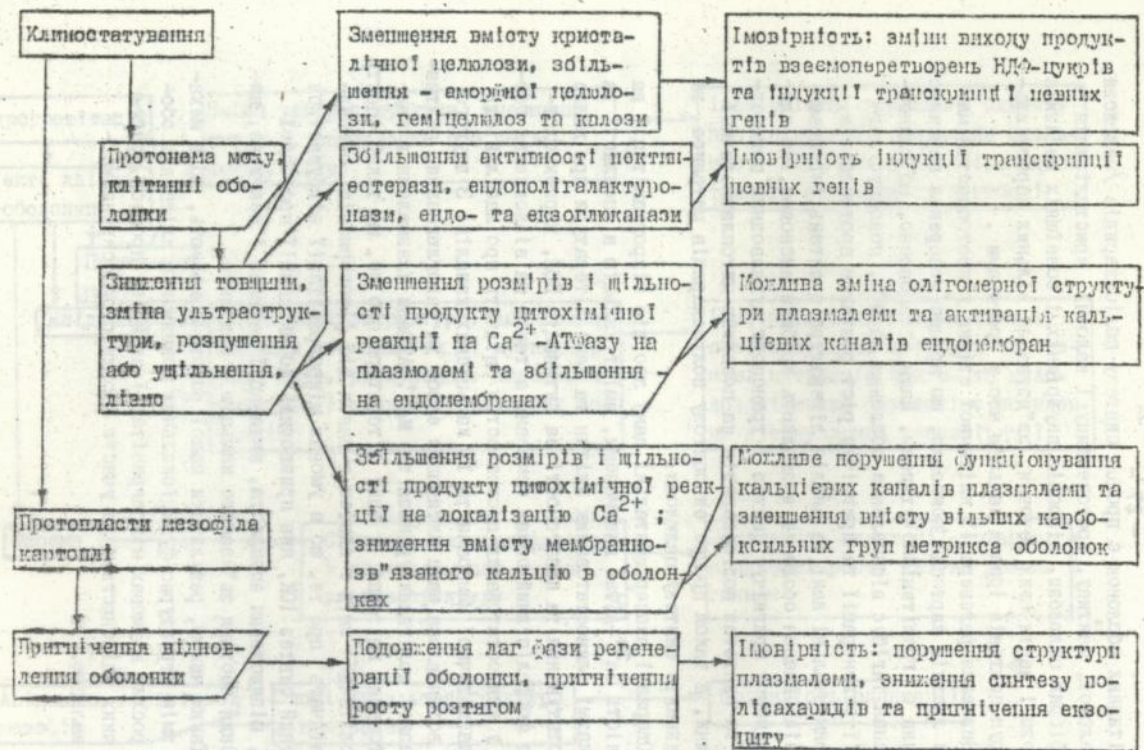 Клиностатування
Зменшення вмісту криста-
лічної целюлози, збіль-
шення - аморфної целюло-
зи, геміцелюлоз та калози
Імовірність: зміни виходу продук-
тів взаємоперетворень НДФ-цукрів
та індукції транскрипції певних
генів
Протонема моху,
клітинні обо-
лонки
Збільшення активності пектин-
естерази, ендополігалактуро-
нази, ендо- та екзоглюканази
Імовірність індукції транскрипції
певних генів
Зниження товщини,
зміна ультраструк-
тури, розпушення
або ущільнення,
лізис
Зменшення розмірів і щільно-
сті продукту цитохімічної
реакції на Ca2+-АТФазу на
плазмолемі та збільшення -
на ендомембранах
Можлива зміна олігомерної структу-
ри плазмалеми та активація каль-
цієвих каналів ендомембран
Збільшення розмірів і щільно-
сті продукту цитохімічної реак-
ції на локалізацію Ca2+;
зниження вмісту мембранно-
зв"язаного кальцію в оболон-
ках
Можливе порушення функціонування
кальцієвих каналів плазмалеми та
зменшення вмісту вільних карбо-
ксильних груп матрикса оболонок
Протопласти мезофіла
картоплі
Пригнічення віднов-
лення оболонки
Подовження лаг фази регене-
рації оболонки, пригнічення
росту розтягом
Імовірність: порушення структури
плазмалеми, зниження синтезу по-
лісахаридів та пригнічення екзо-
циту